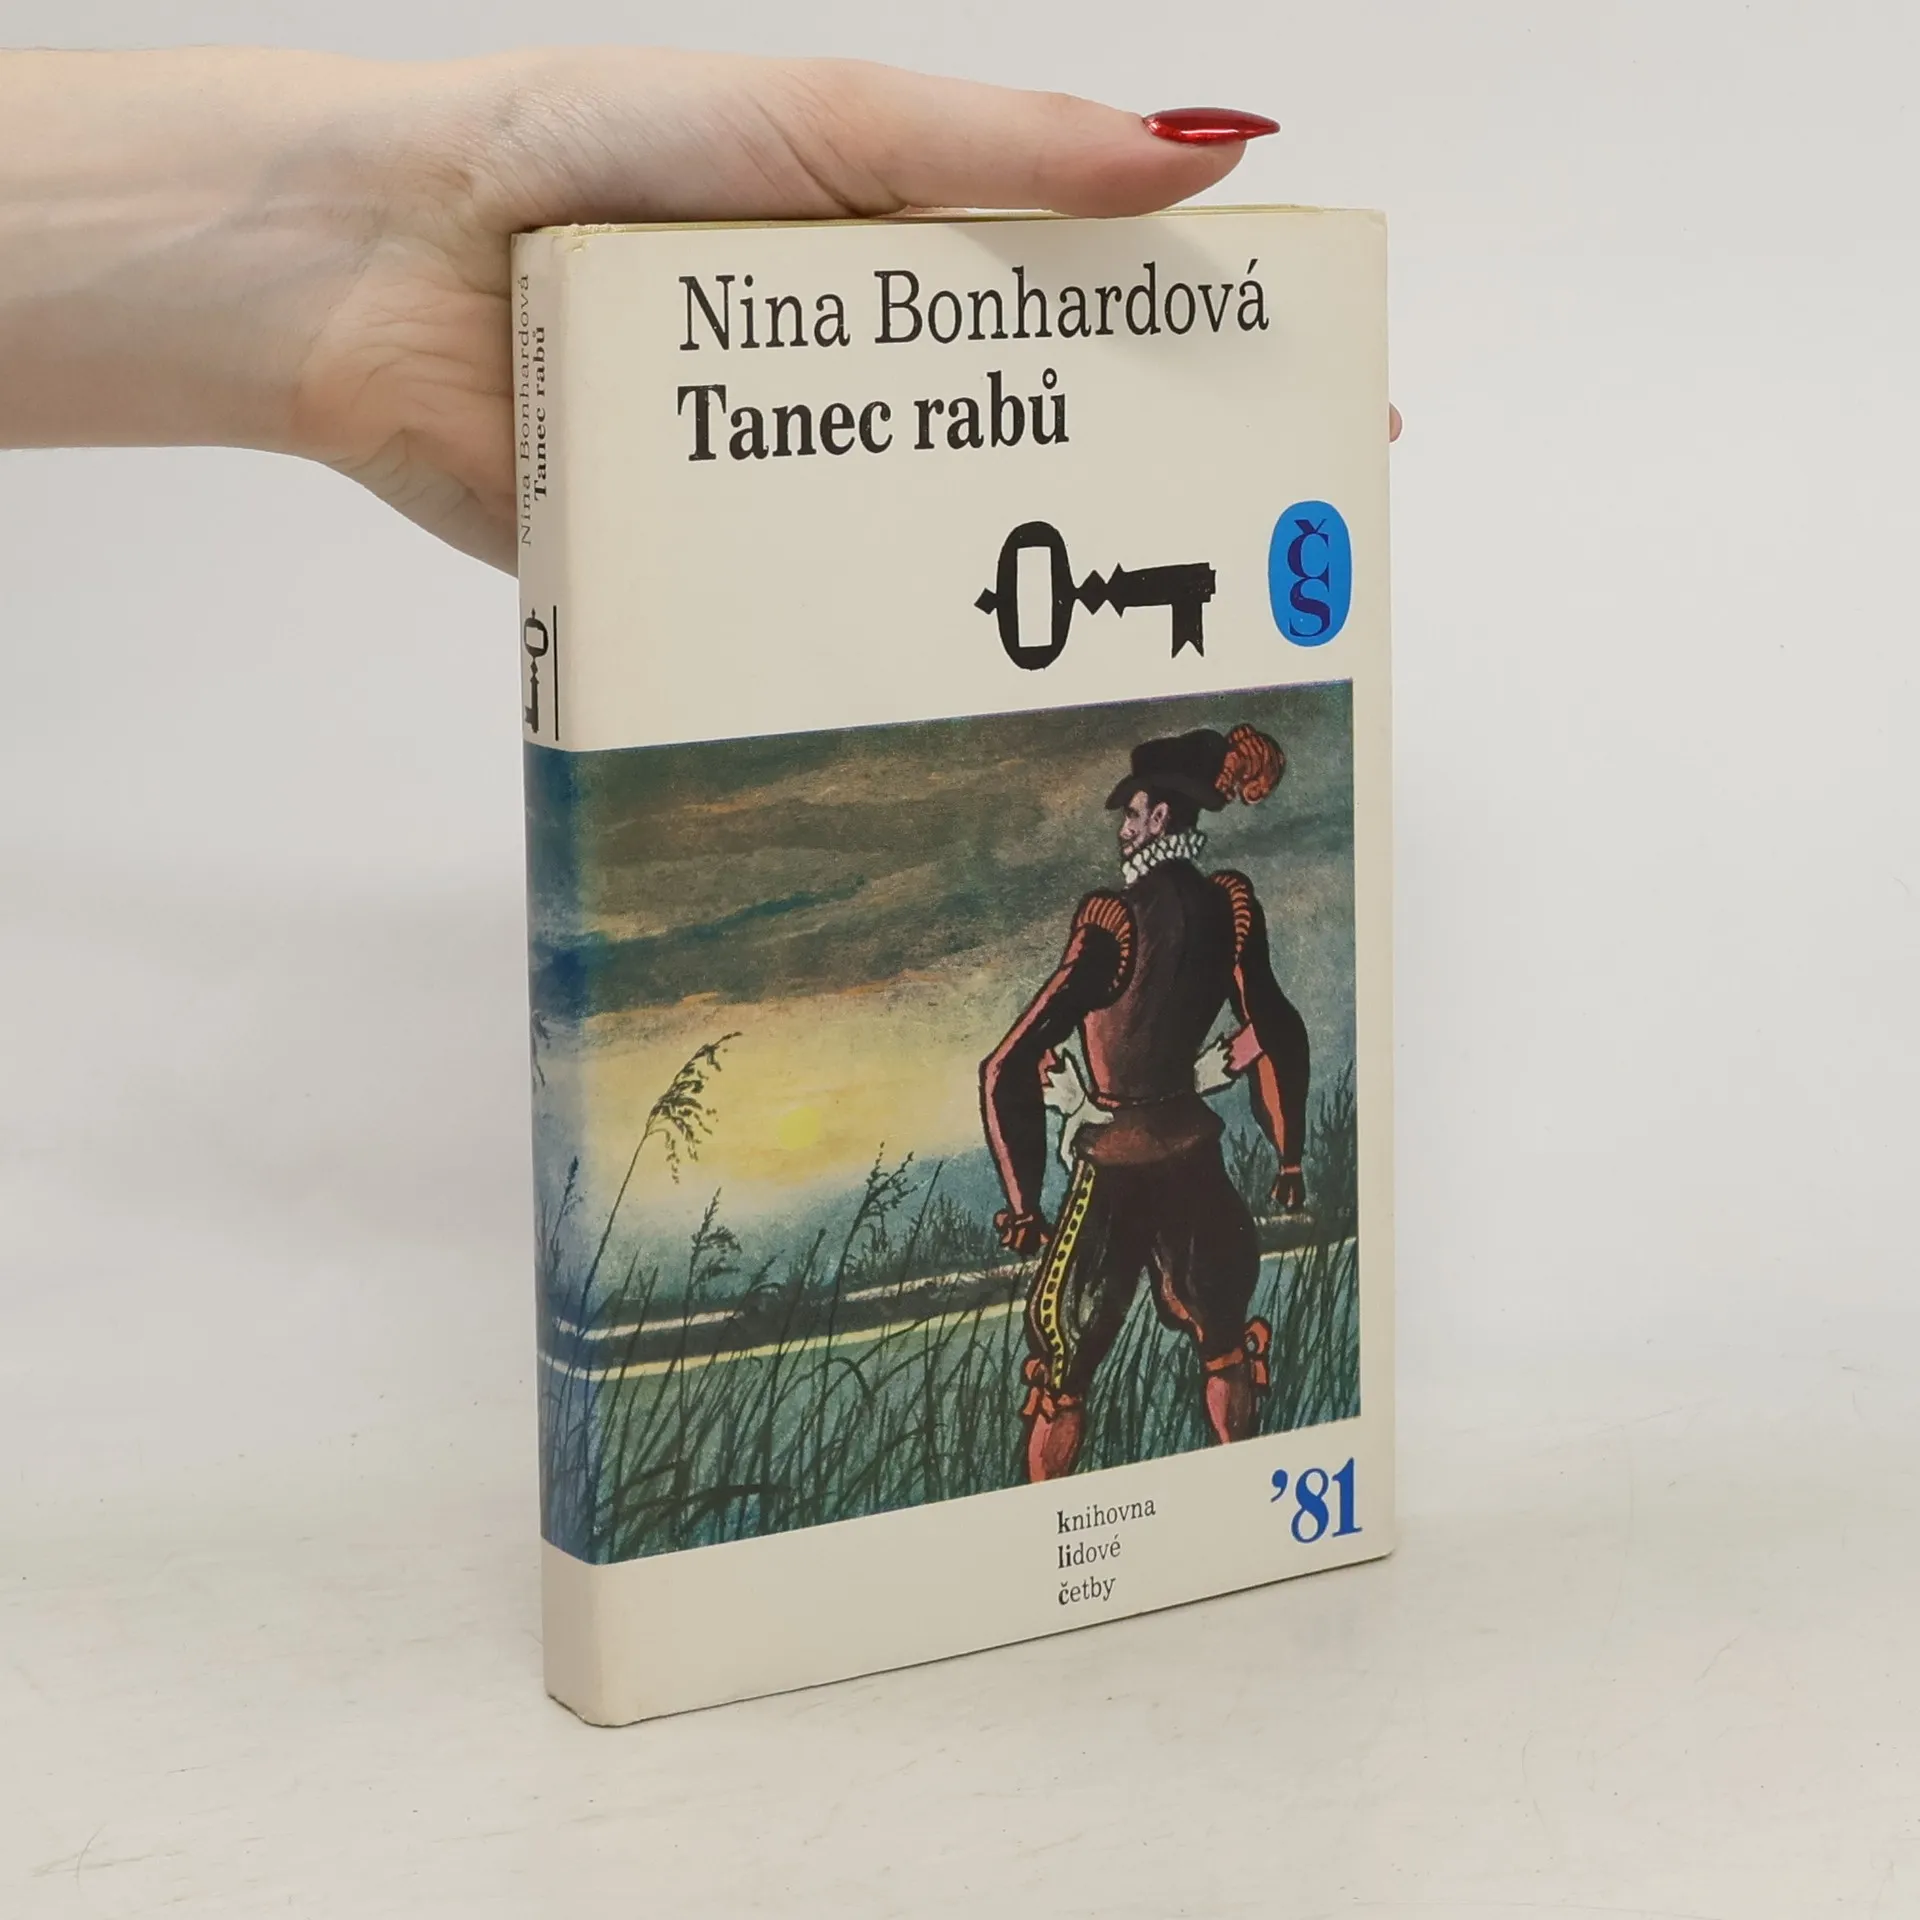 Nina Bonhardová
Tanec rabů
ČS
knihovna
lidové
četby
’81
Nina Bonhardová
Tanec rabů